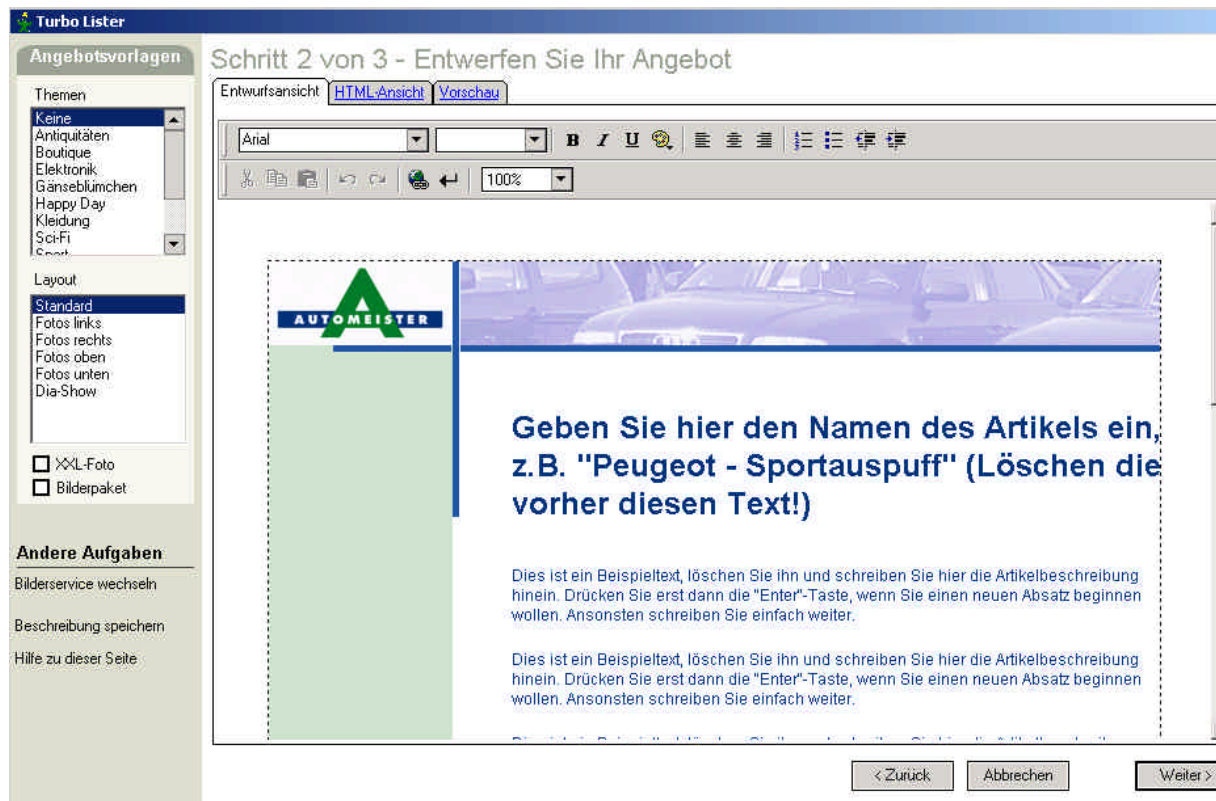 Turbo Lister
Angebotsvorlagen
Themen
Keine
Antiquitäten
Boutique
Elektronik
Gänseblümchen
Happy Day
Kleidung
Sci-Fi
Sport
Layout
Standard
Fotos links
Fotos rechts
Fotos oben
Fotos unten
Dia-Show
XXL-Foto
Bilderpaket
Andere Aufgaben
Bilderservice wechseln
Beschreibung speichern
Hilfe zu dieser Seite
Schritt 2 von 3 - Entwerfen Sie Ihr Angebot
Entwurfsansicht HTML-Ansicht Vorschau
Arial B I U
100%
A
AUTOMEISTER
Geben Sie hier den Namen des Artikels ein,
z.B. "Peugeot - Sportauspuff" (Löschen die
vorher diesen Text!)
Dies ist ein Beispieltext, löschen Sie ihn und schreiben Sie hier die Artikelbeschreibung
hinein. Drücken Sie erst dann die "Enter"-Taste, wenn Sie einen neuen Absatz beginnen
wollen. Ansonsten schreiben Sie einfach weiter.
Dies ist ein Beispieltext, löschen Sie ihn und schreiben Sie hier die Artikelbeschreibung
hinein. Drücken Sie erst dann die "Enter"-Taste, wenn Sie einen neuen Absatz beginnen
wollen. Ansonsten schreiben Sie einfach weiter.
< Zurück Abbrechen Weiter >